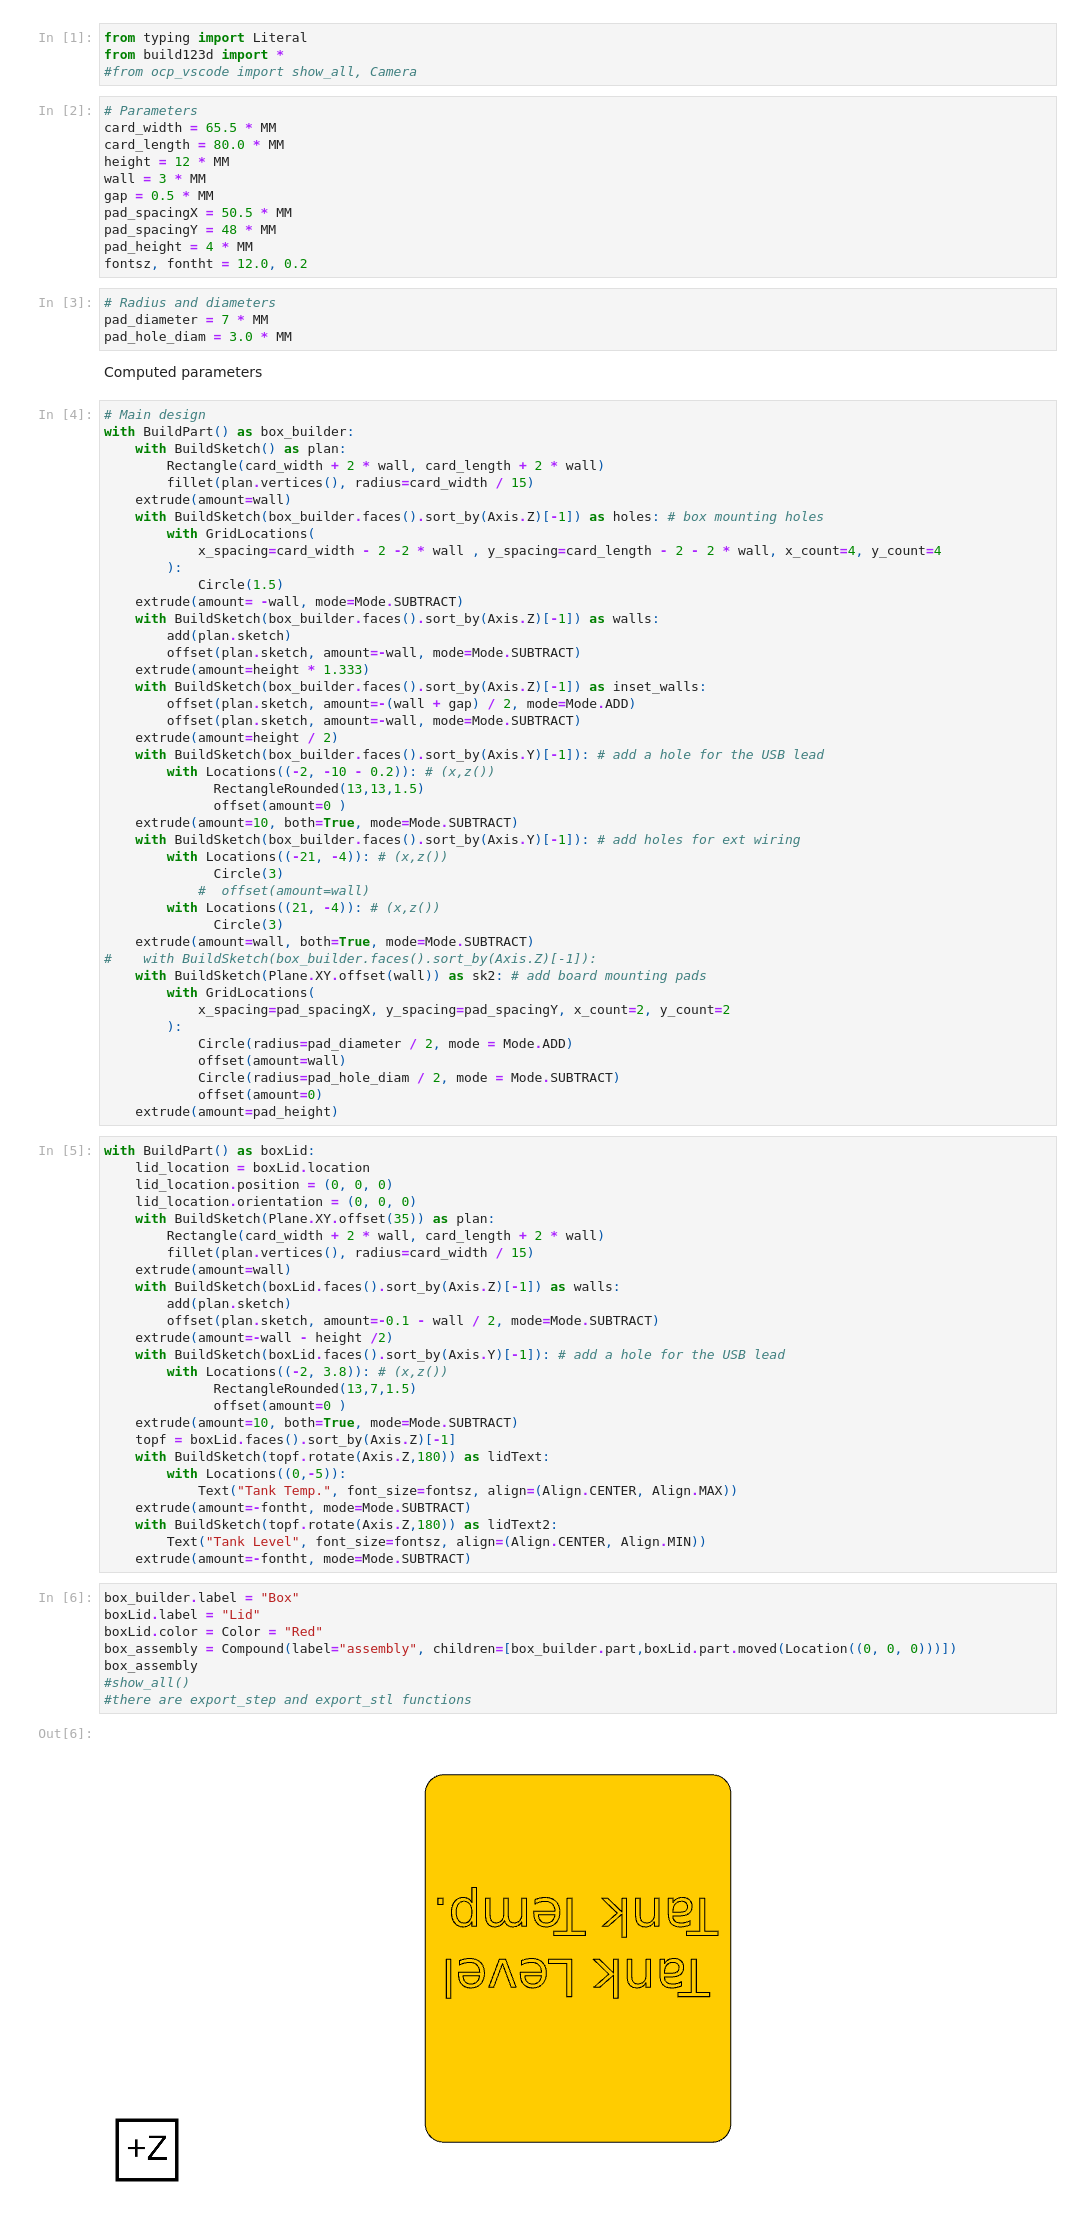 In [1]:
from typing import Literal
from build123d import *
#from ocp_vscode import show_all, Camera
In [2]:
# Parameters
card_width = 65.5 * MM
card_length = 80.0 * MM
height = 12 * MM
wall = 3 * MM
gap = 0.5 * MM
pad_spacingX = 50.5 * MM
pad_spacingY = 48 * MM
pad_height = 4 * MM
fontsz, fontht = 12.0, 0.2
In [3]:
# Radius and diameters
pad_diameter = 7 * MM
pad_hole_diam = 3.0 * MM
Computed parameters
In [4]:
# Main design
with BuildPart() as box_builder:
    with BuildSketch() as plan:
        Rectangle(card_width + 2 * wall, card_length + 2 * wall)
        fillet(plan.vertices(), radius=card_width / 15)
    extrude(amount=wall)
    with BuildSketch(box_builder.faces().sort_by(Axis.Z)[-1]) as holes: # box mounting holes
        with GridLocations(
            x_spacing=card_width - 2 -2 * wall , y_spacing=card_length - 2 - 2 * wall, x_count=4, y_count=4
        ):
            Circle(1.5)
    extrude(amount= -wall, mode=Mode.SUBTRACT)
    with BuildSketch(box_builder.faces().sort_by(Axis.Z)[-1]) as walls:
        add(plan.sketch)
        offset(plan.sketch, amount=-wall, mode=Mode.SUBTRACT)
    extrude(amount=height * 1.333)
    with BuildSketch(box_builder.faces().sort_by(Axis.Z)[-1]) as inset_walls:
        offset(plan.sketch, amount=-(wall + gap) / 2, mode=Mode.ADD)
        offset(plan.sketch, amount=-wall, mode=Mode.SUBTRACT)
    extrude(amount=height / 2)
    with BuildSketch(box_builder.faces().sort_by(Axis.Y)[-1]): # add a hole for the USB lead
        with Locations((-2, -10 - 0.2)): # (x,z())
              RectangleRounded(13,13,1.5)
              offset(amount=0 )
    extrude(amount=10, both=True, mode=Mode.SUBTRACT)
    with BuildSketch(box_builder.faces().sort_by(Axis.Y)[-1]): # add holes for ext wiring
        with Locations((-21, -4)): # (x,z())
              Circle(3)
            #  offset(amount=wall)
        with Locations((21, -4)): # (x,z())
              Circle(3)
    extrude(amount=wall, both=True, mode=Mode.SUBTRACT)
#    with BuildSketch(box_builder.faces().sort_by(Axis.Z)[-1]):
    with BuildSketch(Plane.XY.offset(wall)) as sk2: # add board mounting pads
        with GridLocations(
            x_spacing=pad_spacingX, y_spacing=pad_spacingY, x_count=2, y_count=2
        ):
            Circle(radius=pad_diameter / 2, mode = Mode.ADD)
            offset(amount=wall)
            Circle(radius=pad_hole_diam / 2, mode = Mode.SUBTRACT)
            offset(amount=0)
    extrude(amount=pad_height)
In [5]:
with BuildPart() as boxLid:
    lid_location = boxLid.location
    lid_location.position = (0, 0, 0)
    lid_location.orientation = (0, 0, 0)
    with BuildSketch(Plane.XY.offset(35)) as plan:
        Rectangle(card_width + 2 * wall, card_length + 2 * wall)
        fillet(plan.vertices(), radius=card_width / 15)
    extrude(amount=wall)
    with BuildSketch(boxLid.faces().sort_by(Axis.Z)[-1]) as walls:
        add(plan.sketch)
        offset(plan.sketch, amount=-0.1 - wall / 2, mode=Mode.SUBTRACT)
    extrude(amount=-wall - height /2)
    with BuildSketch(boxLid.faces().sort_by(Axis.Y)[-1]): # add a hole for the USB lead
        with Locations((-2, 3.8)): # (x,z())
              RectangleRounded(13,7,1.5)
              offset(amount=0 )
    extrude(amount=10, both=True, mode=Mode.SUBTRACT)
    topf = boxLid.faces().sort_by(Axis.Z)[-1]
    with BuildSketch(topf.rotate(Axis.Z,180)) as lidText:
        with Locations((0,-5)):
            Text("Tank Temp.", font_size=fontsz, align=(Align.CENTER, Align.MAX))
    extrude(amount=-fontht, mode=Mode.SUBTRACT)
    with BuildSketch(topf.rotate(Axis.Z,180)) as lidText2:
        Text("Tank Level", font_size=fontsz, align=(Align.CENTER, Align.MIN))
    extrude(amount=-fontht, mode=Mode.SUBTRACT)
In [6]:
box_builder.label = "Box"
boxLid.label = "Lid"
boxLid.color = Color = "Red"
box_assembly = Compound(label="assembly", children=[box_builder.part,boxLid.part.moved(Location((0, 0, 0)))])
box_assembly
#show_all()
#there are export_step and export_stl functions
Out[6]:
Tank Level
Tank Temp.
+Z